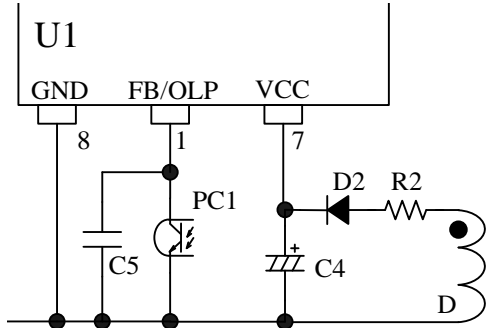 U1
GND FB/OLP VCC
8 1 7
D2 R2
PC1
+
C5 C4
D